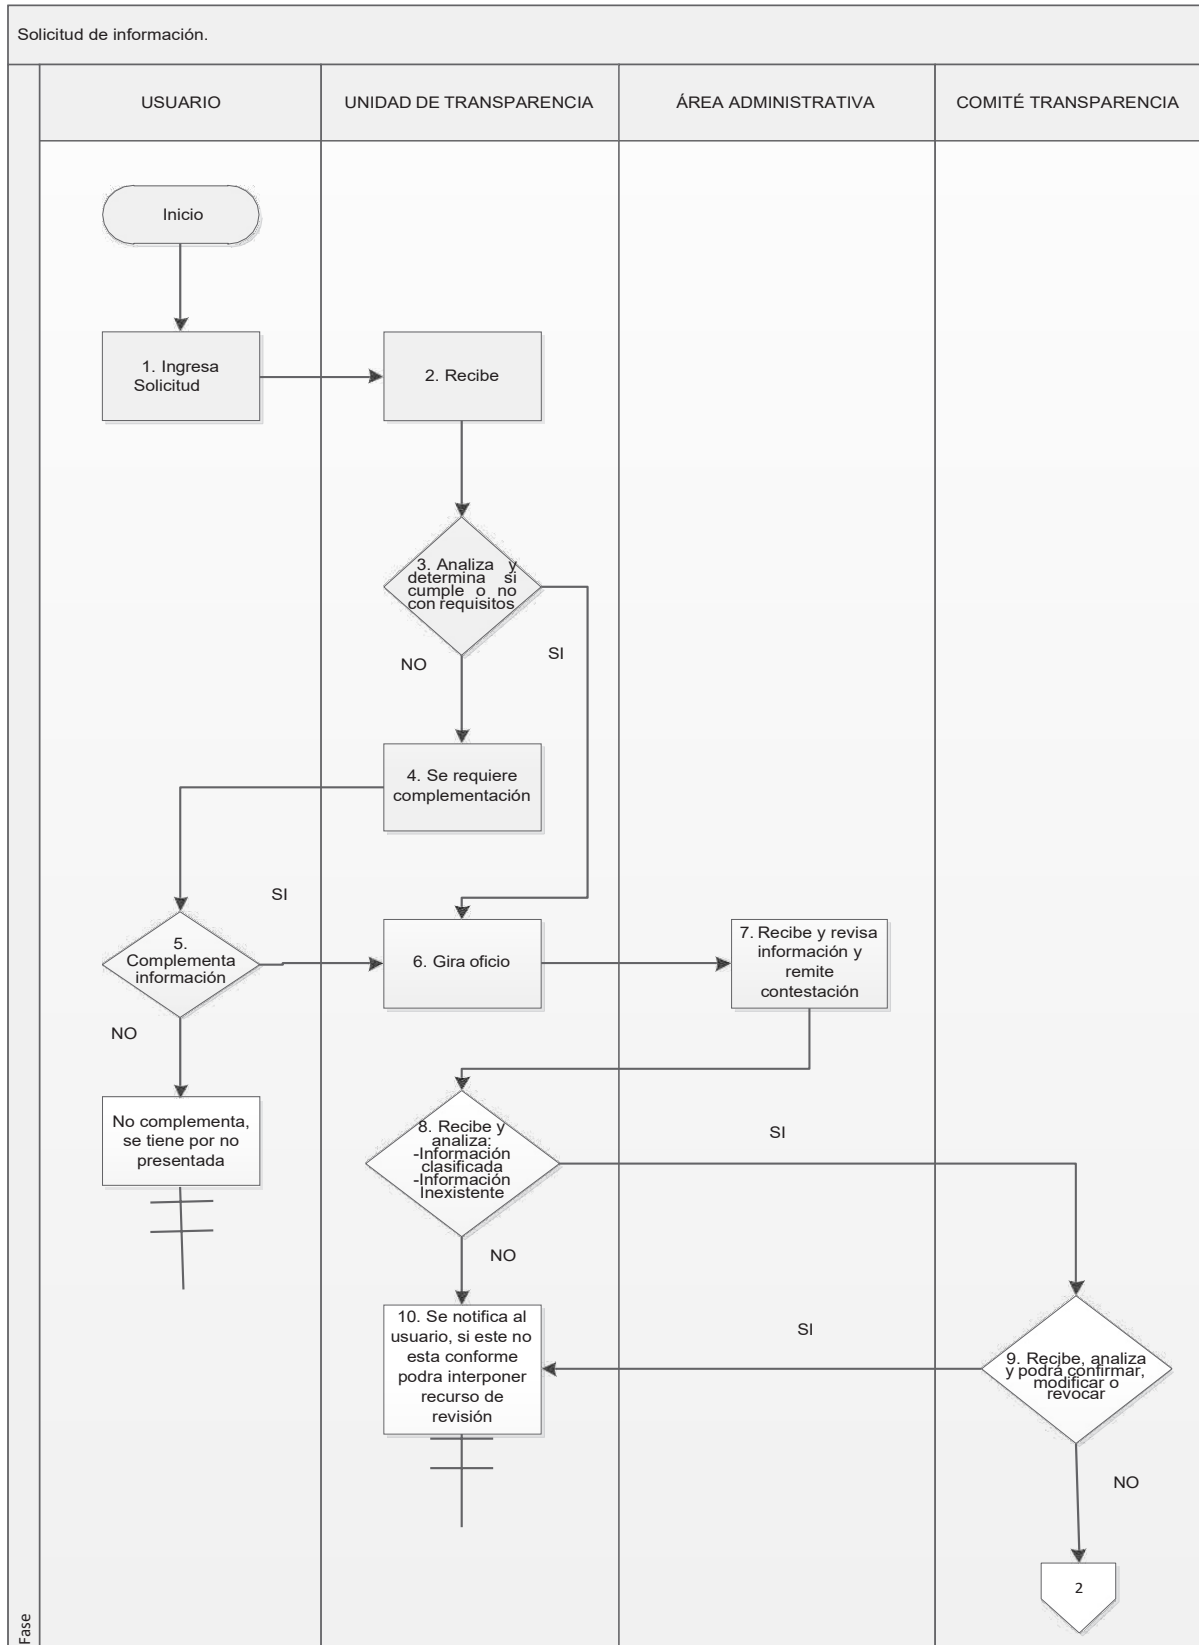 Solicitud de información.
USUARIO
UNIDAD DE TRANSPARENCIA
ÁREA ADMINISTRATIVA
COMITÉ TRANSPARENCIA
Inicio
1. Ingresa
Solicitud
2. Recibe
3. Analiza y
determina si
cumple o no
con requisitos
NO
SI
4. Se requiere
complementación
SI
5.
Complementa
información
6. Gira oficio
7. Recibe y revisa
información y
remite
contestación
NO
No complementa,
se tiene por no
presentada
8. Recibe y
analiza:
-Información
clasificada
-Información
Inexistente
SI
NO
10. Se notifica al
usuario, si este no
esta conforme
podra interponer
recurso de
revisión
SI
9. Recibe, analiza
y podrá confirmar,
modificar o
revocar
NO
2
Fase